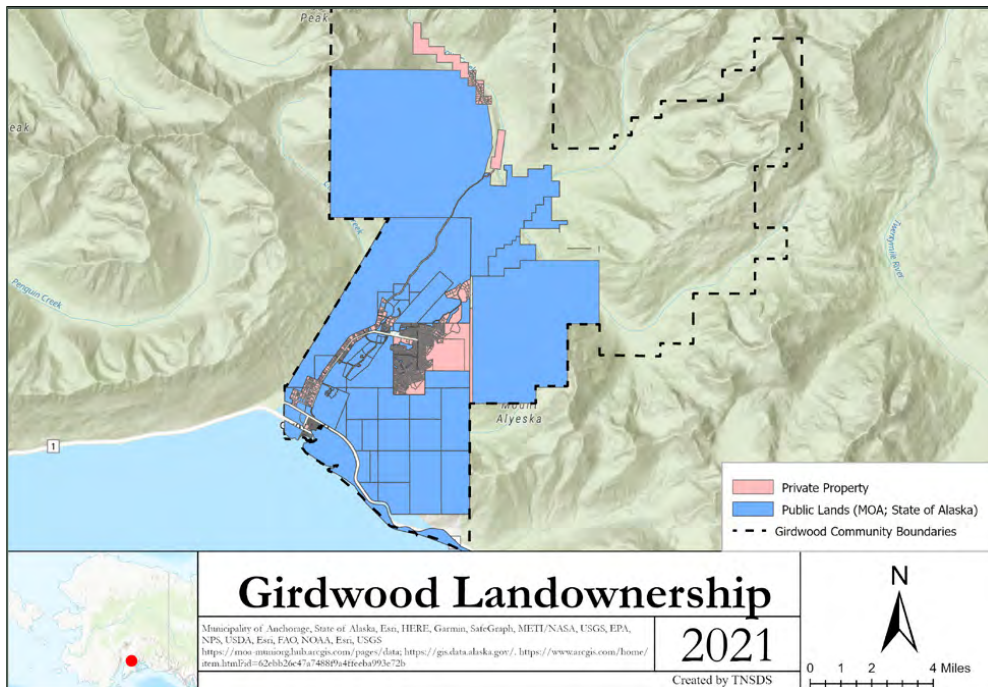 Peak
eak
Creek
Penguin Creek
Twentymile River
Mount
Alyeska
1
Private Property
Public Lands (MOA; State of Alaska)
Girdwood Community Boundaries
Girdwood Landownership
Municipality of Anchorage, State of Alaska, Esri, HERE, Garmin, SafeGraph, METI/NASA, USGS, EPA,
NPS, USDA, Esri, FAO, NOAA, Esri, USGS
2021
Created by TNSDS
N
0 1 2 4 Miles